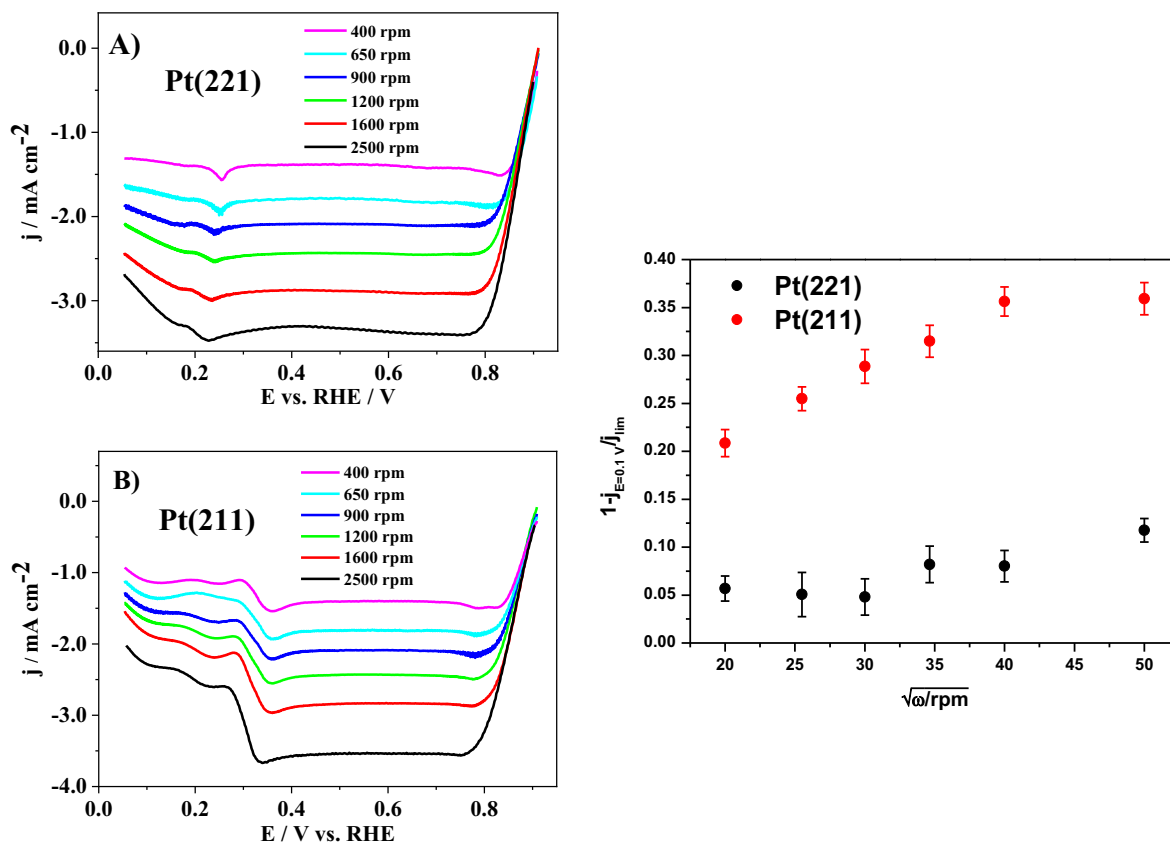 A)
Pt(221)
400 rpm
650 rpm
900 rpm
1200 rpm
1600 rpm
2500 rpm
0.0
-1.0
-2.0
-3.0
j / mA cm⁻²
0.0 0.2 0.4 0.6 0.8
E vs. RHE / V
B)
Pt(211)
400 rpm
650 rpm
900 rpm
1200 rpm
1600 rpm
2500 rpm
0.0
-1.0
-2.0
-3.0
-4.0
j / mA cm⁻²
0.0 0.2 0.4 0.6 0.8
E / V vs. RHE
Pt(221)
Pt(211)
0.40
0.35
0.30
0.25
0.20
0.15
0.10
0.05
0.00
1-j_{E=0.1 V}/j_{lim}
20 25 30 35 40 45 50
√ω/rpm